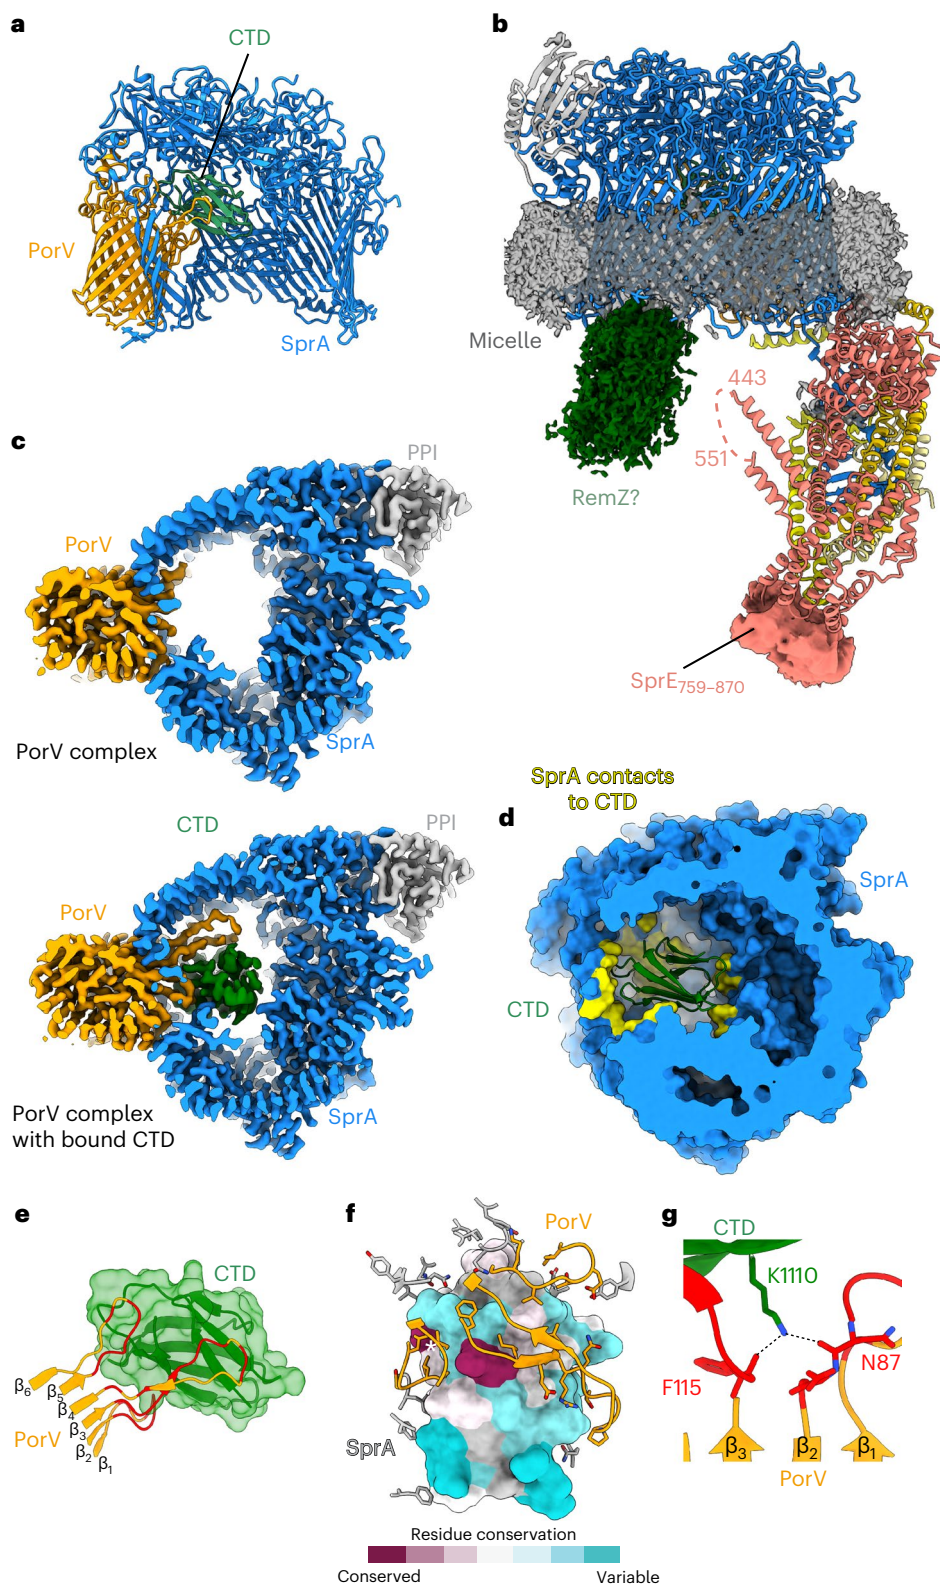 a
CTD
PorV
SprA
b
Micelle
443
551
RemZ?
SprE759–870
c
PPI
PorV
SprA
PorV complex
CTD
PPI
PorV
SprA
PorV complex
with bound CTD
SprA contacts
to CTD
d
SprA
CTD
e
CTD
β6
β5
β4
β3
β2
β1
PorV
f
PorV
*
SprA
Residue conservation
Conserved
Variable
g
CTD
K1110
N87
F115
β3
β2
β1
PorV